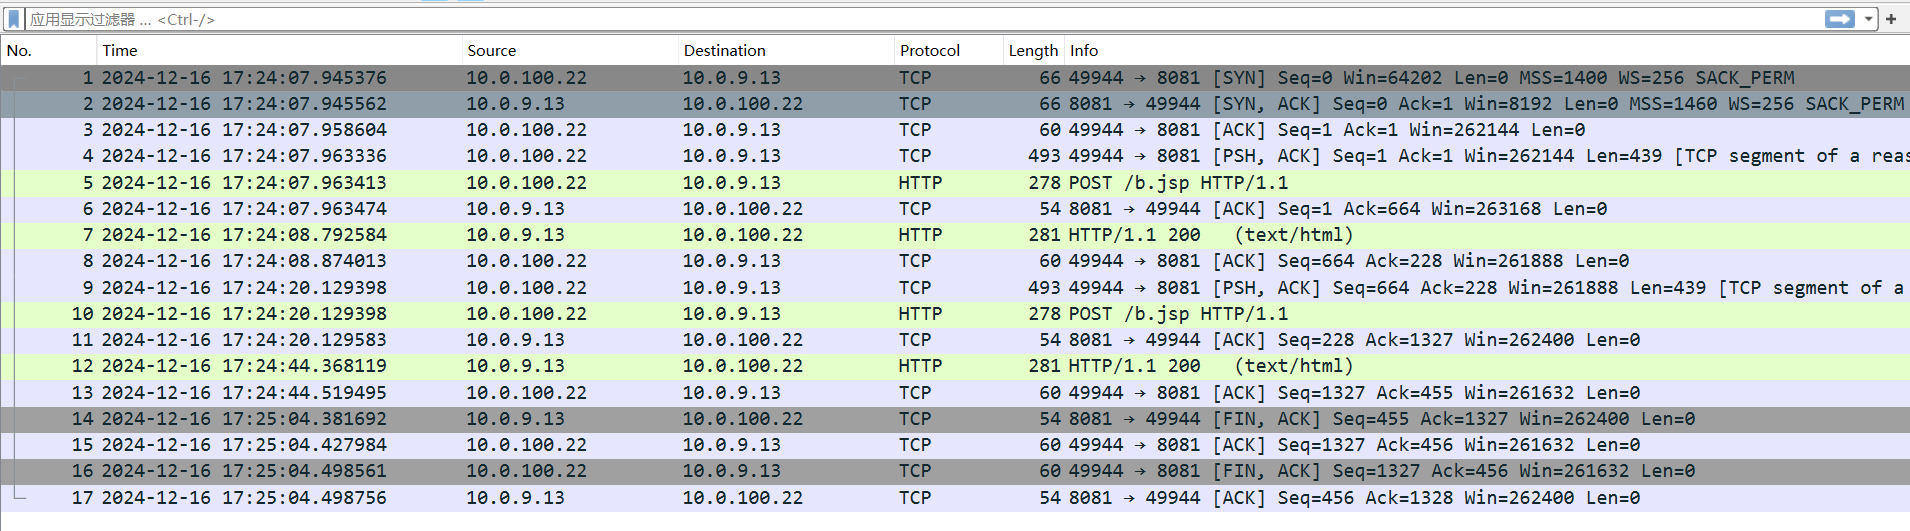 应用显示过滤器 … <Ctrl-/>
No. Time Source Destination Protocol Length Info
1 2024-12-16 17:24:07.945376 10.0.100.22 10.0.9.13 TCP 66 49944 → 8081 [SYN] Seq=0 Win=64202 Len=0 MSS=1400 WS=256 SACK_PERM
2 2024-12-16 17:24:07.945562 10.0.9.13 10.0.100.22 TCP 66 8081 → 49944 [SYN, ACK] Seq=0 Ack=1 Win=8192 Len=0 MSS=1460 WS=256 SACK_PERM
3 2024-12-16 17:24:07.958604 10.0.100.22 10.0.9.13 TCP 60 49944 → 8081 [ACK] Seq=1 Ack=1 Win=262144 Len=0
4 2024-12-16 17:24:07.963336 10.0.100.22 10.0.9.13 TCP 493 49944 → 8081 [PSH, ACK] Seq=1 Ack=1 Win=262144 Len=439 [TCP segment of a reas
5 2024-12-16 17:24:07.963413 10.0.100.22 10.0.9.13 HTTP 278 POST /b.jsp HTTP/1.1
6 2024-12-16 17:24:07.963474 10.0.9.13 10.0.100.22 TCP 54 8081 → 49944 [ACK] Seq=1 Ack=664 Win=263168 Len=0
7 2024-12-16 17:24:08.792584 10.0.9.13 10.0.100.22 HTTP 281 HTTP/1.1 200 (text/html)
8 2024-12-16 17:24:08.874013 10.0.100.22 10.0.9.13 TCP 60 49944 → 8081 [ACK] Seq=664 Ack=228 Win=261888 Len=0
9 2024-12-16 17:24:20.129398 10.0.100.22 10.0.9.13 TCP 493 49944 → 8081 [PSH, ACK] Seq=664 Ack=228 Win=261888 Len=439 [TCP segment of a
10 2024-12-16 17:24:20.129398 10.0.100.22 10.0.9.13 HTTP 278 POST /b.jsp HTTP/1.1
11 2024-12-16 17:24:20.129583 10.0.9.13 10.0.100.22 TCP 54 8081 → 49944 [ACK] Seq=228 Ack=1327 Win=262400 Len=0
12 2024-12-16 17:24:44.368119 10.0.9.13 10.0.100.22 HTTP 281 HTTP/1.1 200 (text/html)
13 2024-12-16 17:24:44.519495 10.0.100.22 10.0.9.13 TCP 60 49944 → 8081 [ACK] Seq=1327 Ack=455 Win=261632 Len=0
14 2024-12-16 17:25:04.381692 10.0.9.13 10.0.100.22 TCP 54 8081 → 49944 [FIN, ACK] Seq=455 Ack=1327 Win=262400 Len=0
15 2024-12-16 17:25:04.427984 10.0.100.22 10.0.9.13 TCP 60 49944 → 8081 [ACK] Seq=1327 Ack=456 Win=261632 Len=0
16 2024-12-16 17:25:04.498561 10.0.100.22 10.0.9.13 TCP 60 49944 → 8081 [FIN, ACK] Seq=1327 Ack=456 Win=261632 Len=0
17 2024-12-16 17:25:04.498756 10.0.9.13 10.0.100.22 TCP 54 8081 → 49944 [ACK] Seq=456 Ack=1328 Win=262400 Len=0